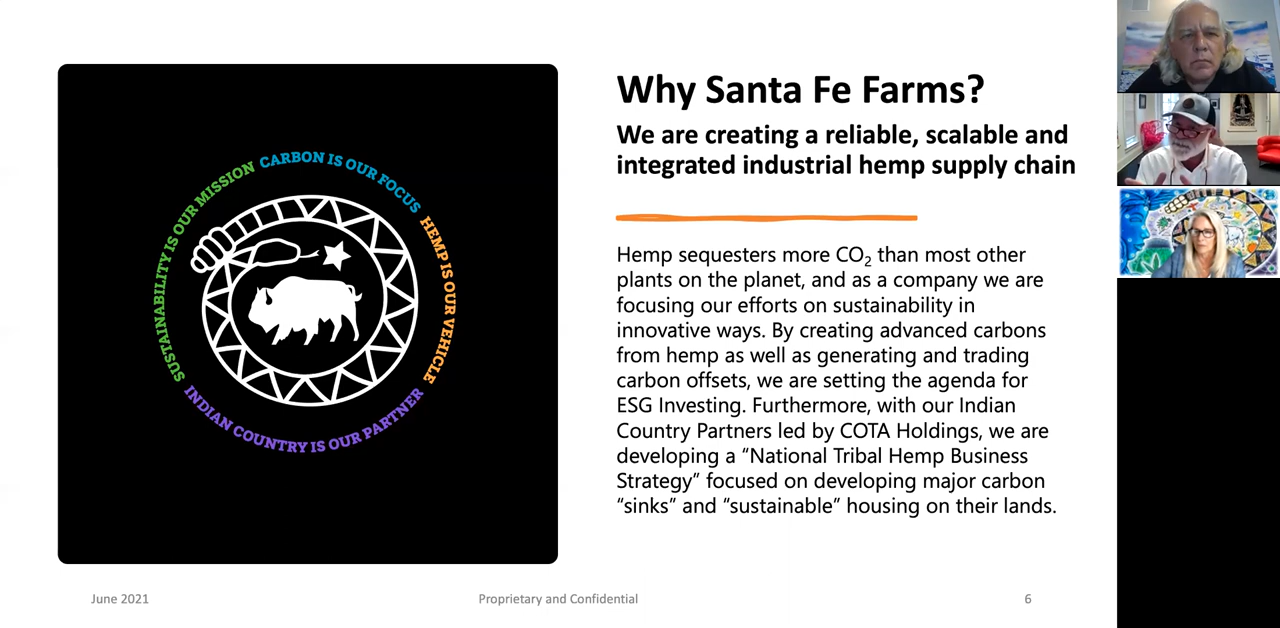 SUSTAINABILITY IS OUR MISSION
CARBON IS OUR FOCUS
HEMP IS OUR VEHICLE
INDIAN COUNTRY IS OUR PARTNER
Why Santa Fe Farms?
We are creating a reliable, scalable and
integrated industrial hemp supply chain
Hemp sequesters more CO₂ than most other
plants on the planet, and as a company we are
focusing our efforts on sustainability in
innovative ways. By creating advanced carbons
from hemp as well as generating and trading
carbon offsets, we are setting the agenda for
ESG Investing. Furthermore, with our Indian
Country Partners led by COTA Holdings, we are
developing a “National Tribal Hemp Business
Strategy” focused on developing major carbon
“sinks” and “sustainable” housing on their lands.
June 2021
Proprietary and Confidential
6